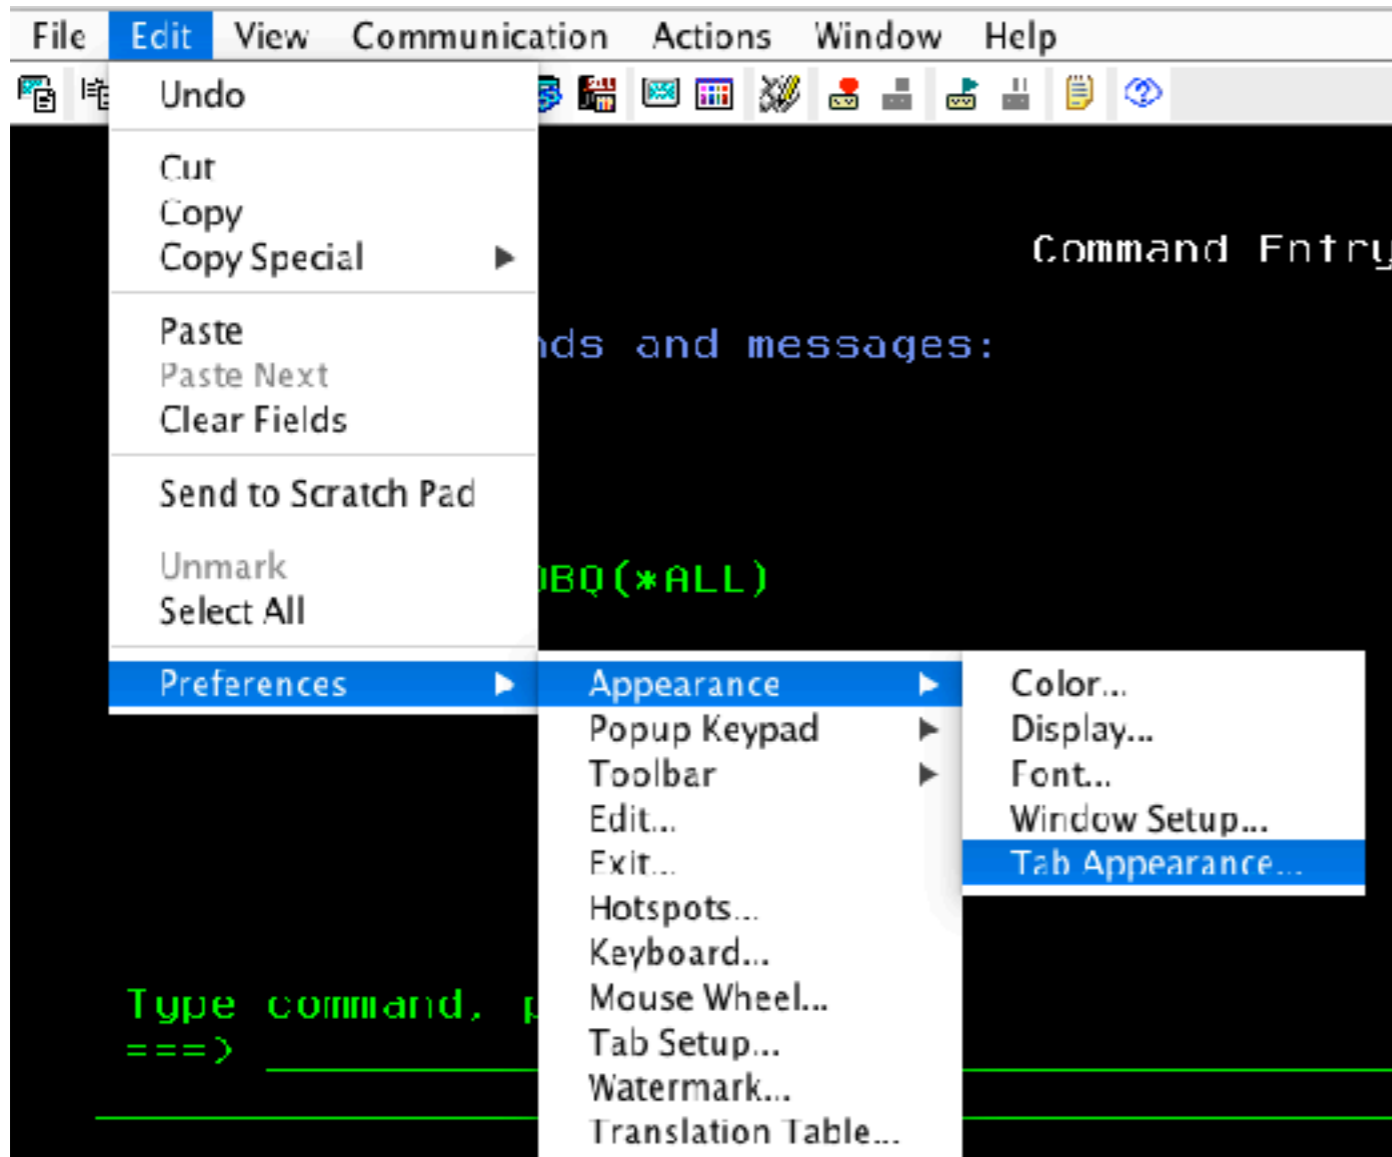 File Edit View Communication Actions Window Help
Undo
Cut
Copy
Copy Special
Command Entry
Paste
and messages:
Paste Next
Clear Fields
Send to Scratch Pad
Unmark
(*ALL)
Select All
Preferences
Appearance
Color...
Popup Keypad
Display...
Toolbar
Font...
Edit...
Window Setup...
Exit...
Tab Appearance...
Hotspots...
Keyboard...
Mouse Wheel...
Type command,
Tab Setup...
===>
Watermark...
Translation Table...